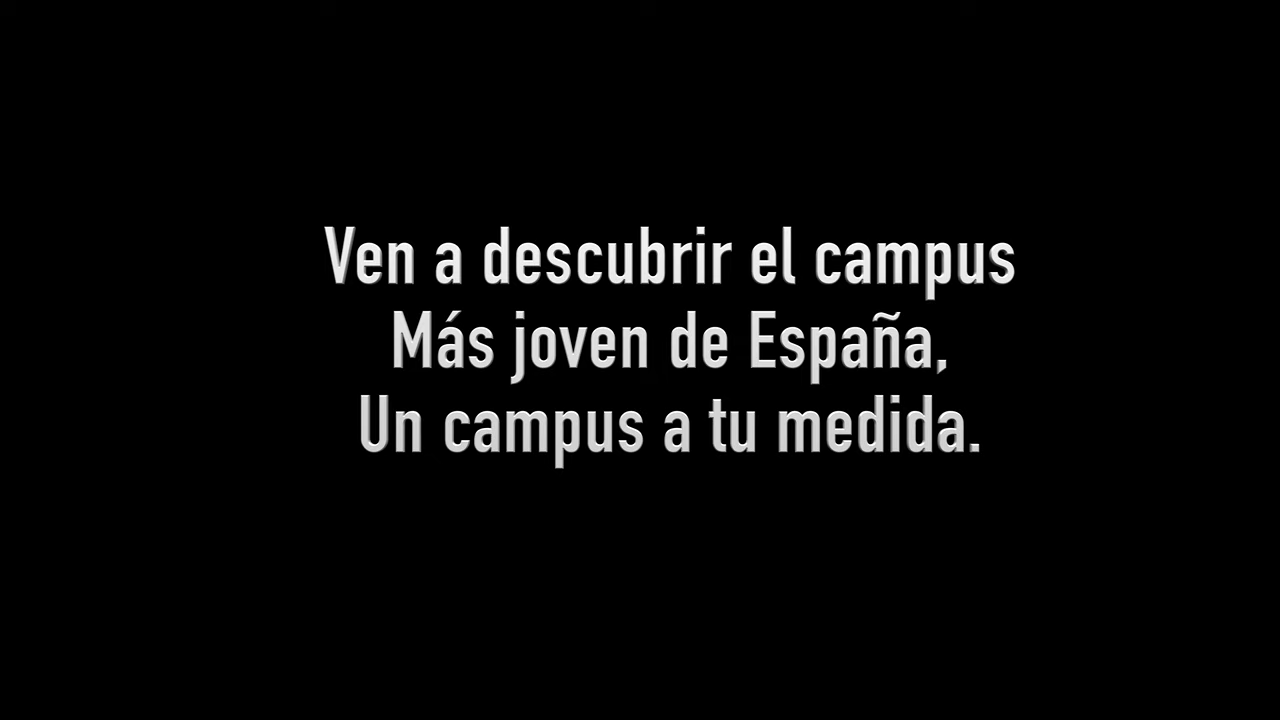 Ven a descubrir el campus
Más joven de España,
Un campus a tu medida.